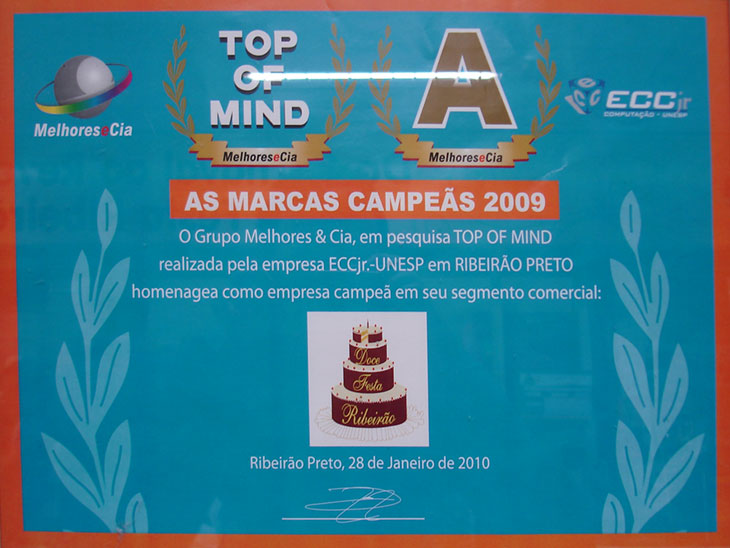 TOP
OF
MIND
A
MelhoreseCia
MelhoreseCia
MelhoreseCia
ECCjr
COMPUTAÇÃO - UNESP
AS MARCAS CAMPEÃS 2009
O Grupo Melhores & Cia, em pesquisa TOP OF MIND
realizada pela empresa ECCjr.-UNESP em RIBEIRÃO PRETO
homenagea como empresa campeã em seu segmento comercial:
Doce
Festa
Ribeirão
Ribeirão Preto, 28 de Janeiro de 2010